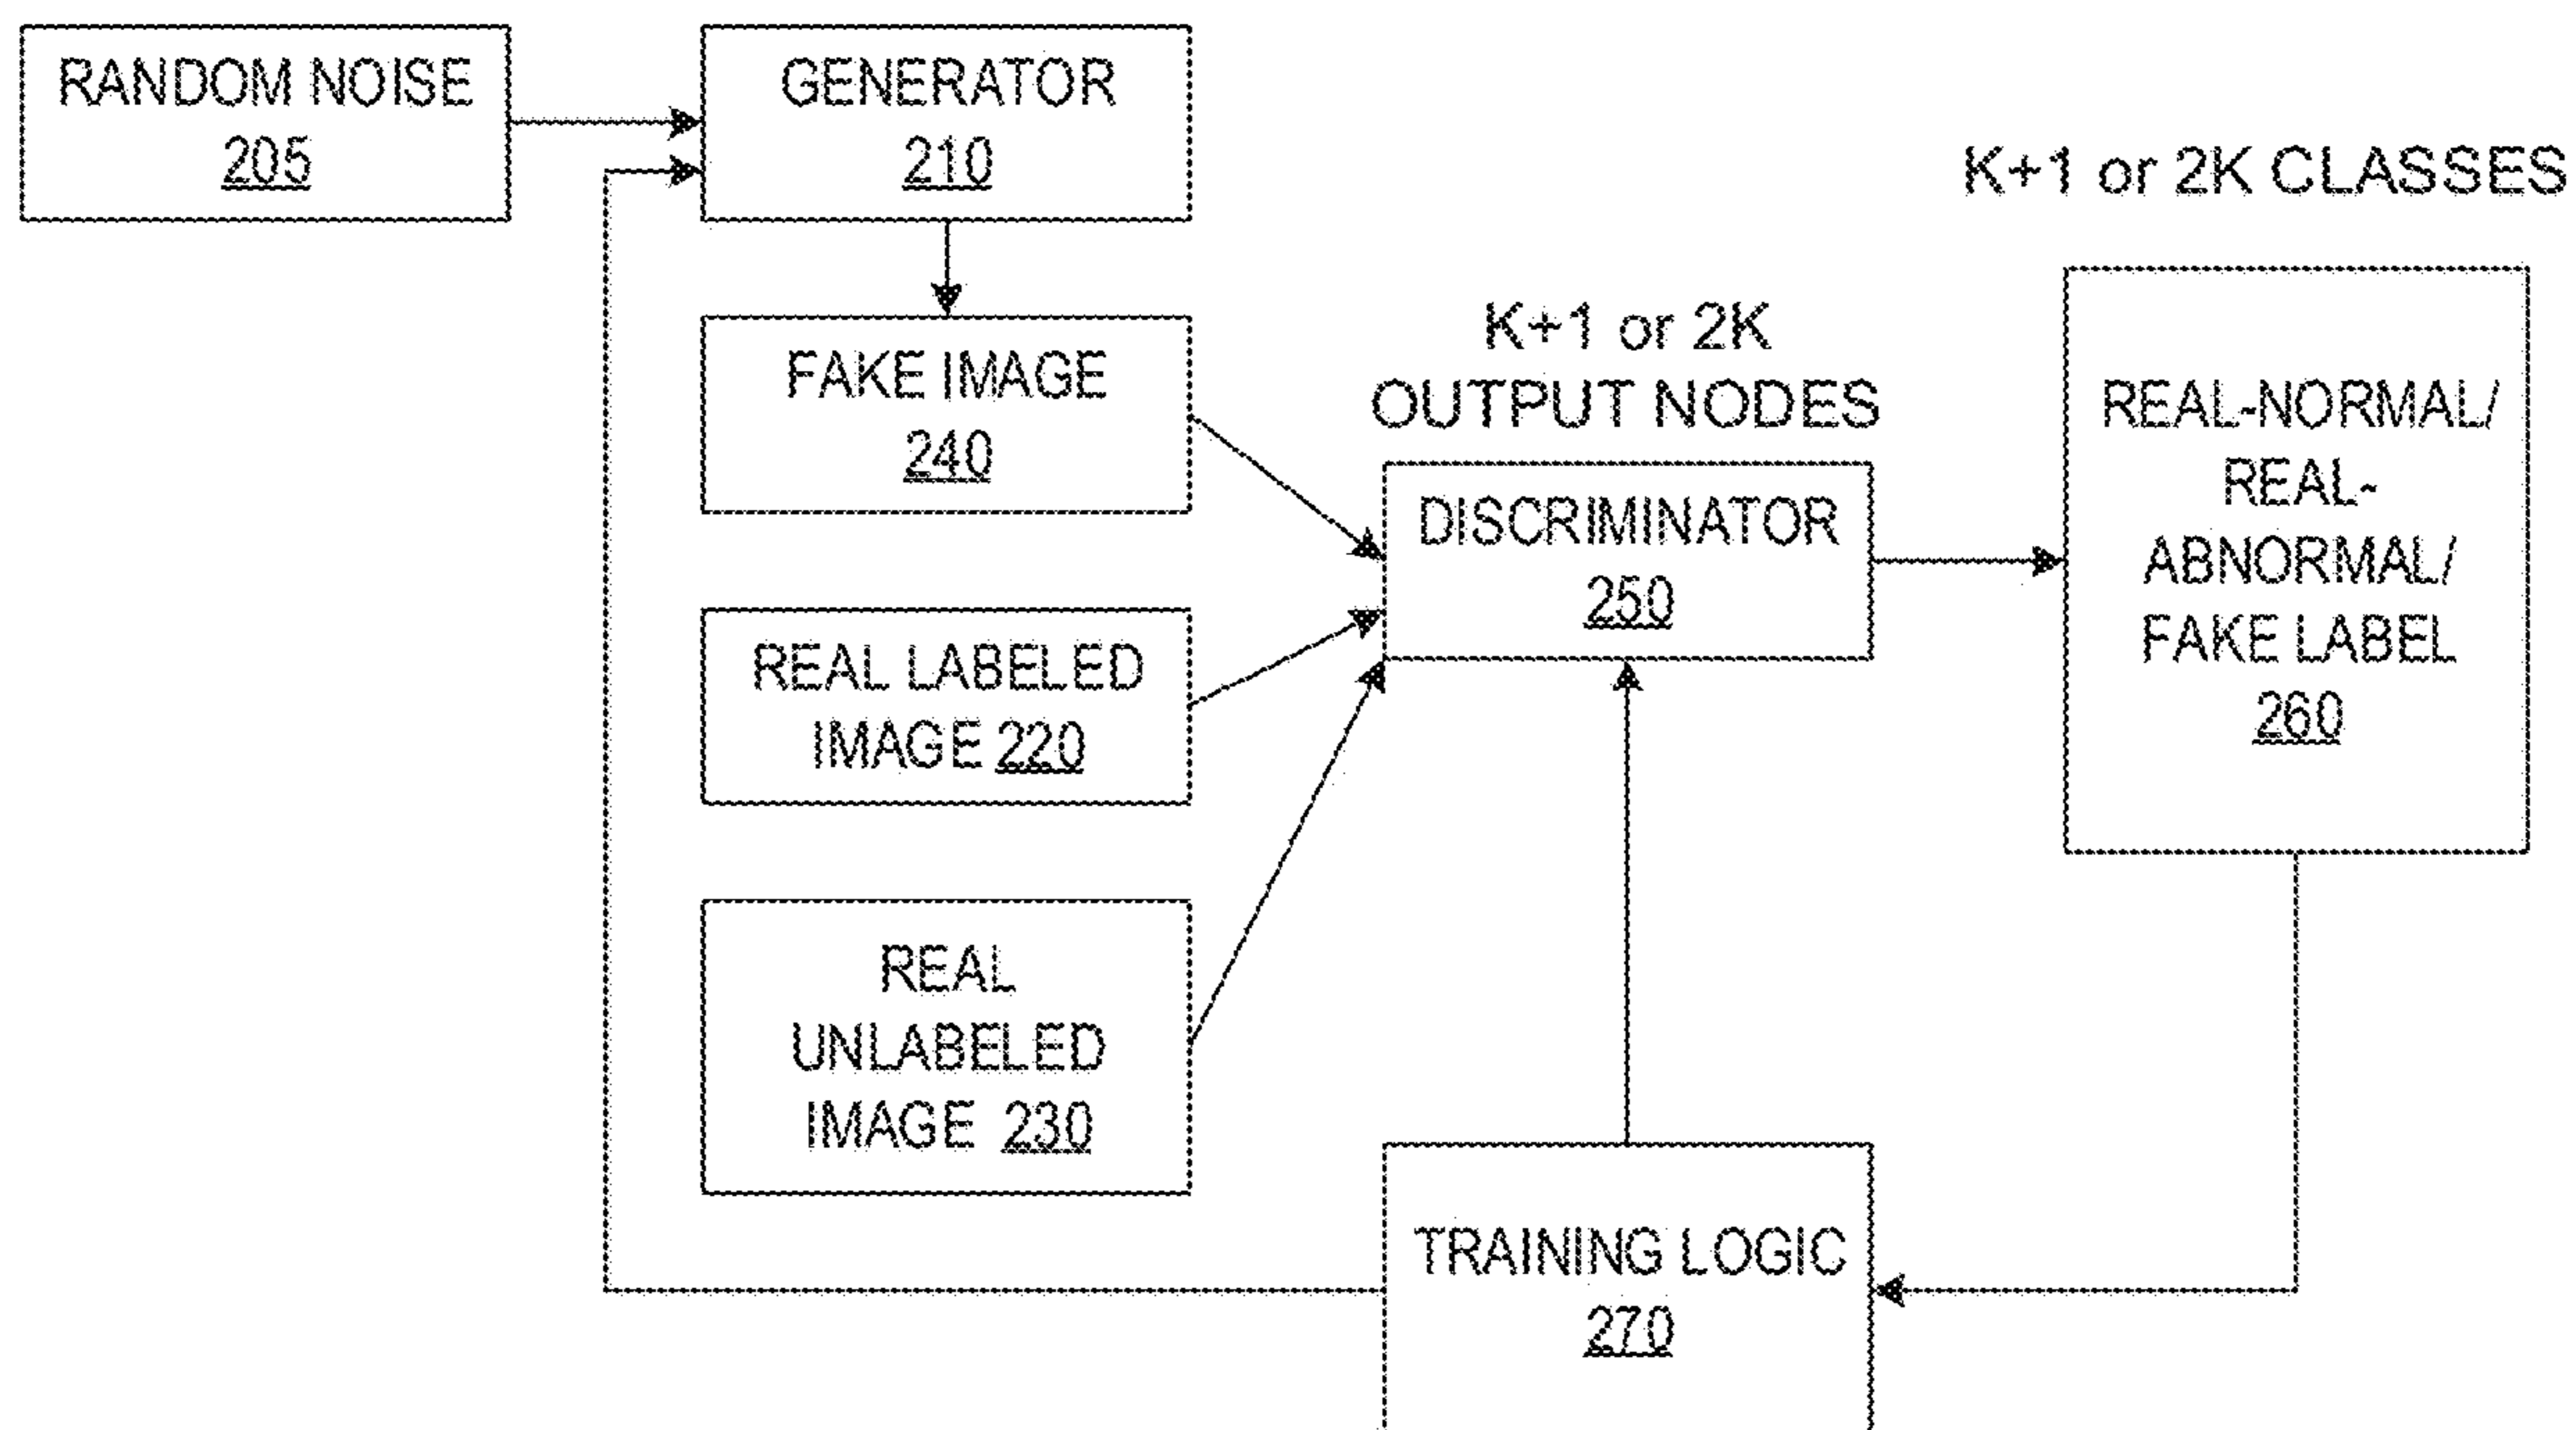 RANDOM NOISE
205
GENERATOR
210
K+1 or 2K CLASSES
FAKE IMAGE
240
K+1 or 2K
OUTPUT NODES
DISCRIMINATOR
250
REAL-NORMAL/
REAL-
ABNORMAL/
FAKE LABEL
260
REAL LABELED
IMAGE 220
REAL
UNLABELED
IMAGE 230
TRAINING LOGIC
270